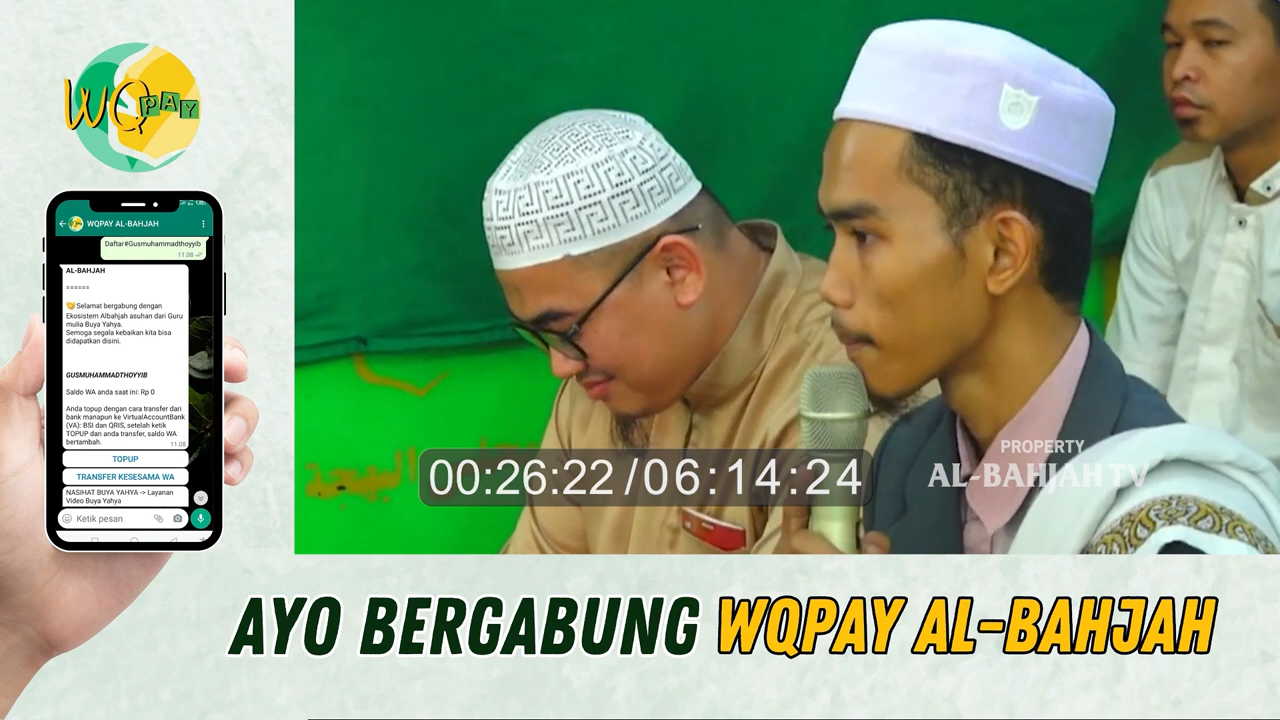 WQPAY
WQPAY AL-BAHJAH
Daftar#Gusmuhammadthoyyib
11.08
AL-BAHJAH
======
Selamat bergabung dengan
Ekosistem Albahjah asuhan dari Guru
mulia Buya Yahya.
Semoga segala kebaikan kita bisa
didapatkan disini.
GUSMUHAMMADTHOYYIB
Saldo WA anda saat ini: Rp 0
Anda topup dengan cara transfer dari
bank manapun ke VirtualAccountBank
(VA): BSI dan QRIS, setelah ketik
TOPUP dan anda transfer, saldo WA
bertambah.
11.08
TOPUP
TRANSFER KESESAMA WA
NASIHAT BUYA YAHYA -> Layanan
Video Buya Yahya
Ketik pesan
البهجة
00:26:22 / 06:14:24
PROPERTY
AL-BAHJAH TV
AYO BERGABUNG WQPAY AL-BAHJAH